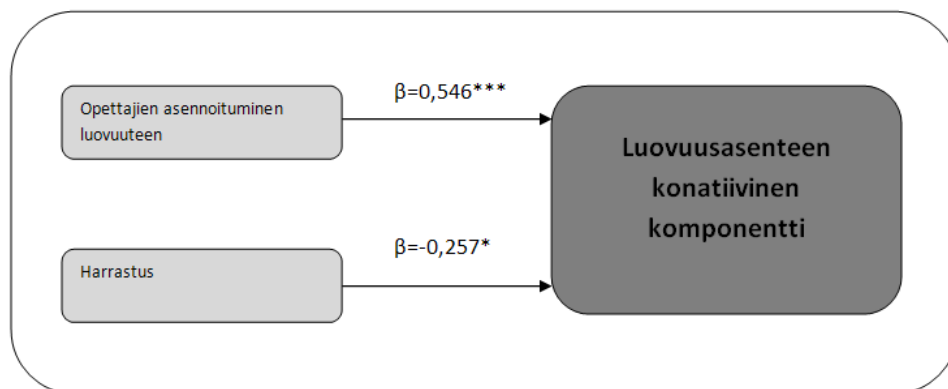 Opettajien asennoituminen
luovuuteen
β=0,546***
Luovuusasenteen
konatiivinen
komponentti
Harrastus
β=-0,257*